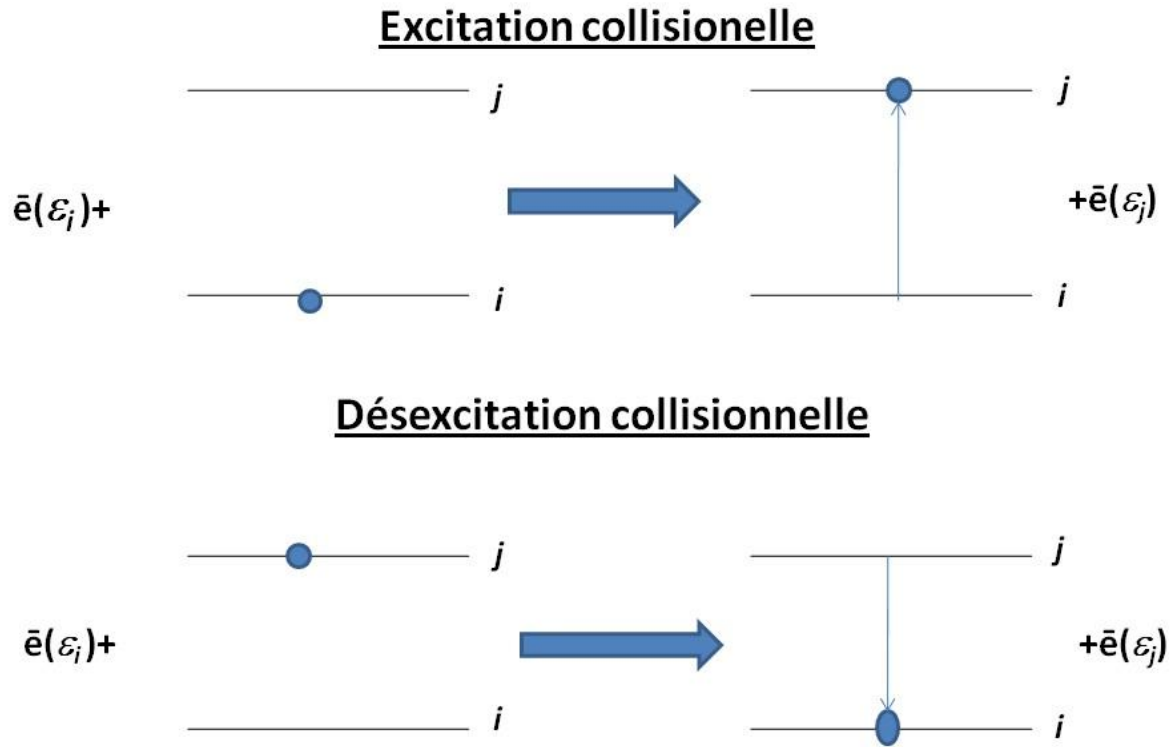 Excitation collisionelle
j
j
ē(εᵢ)+
+ē(εⱼ)
i
i
Désexcitation collisionnelle
j
j
ē(εᵢ)+
+ē(εⱼ)
i
i